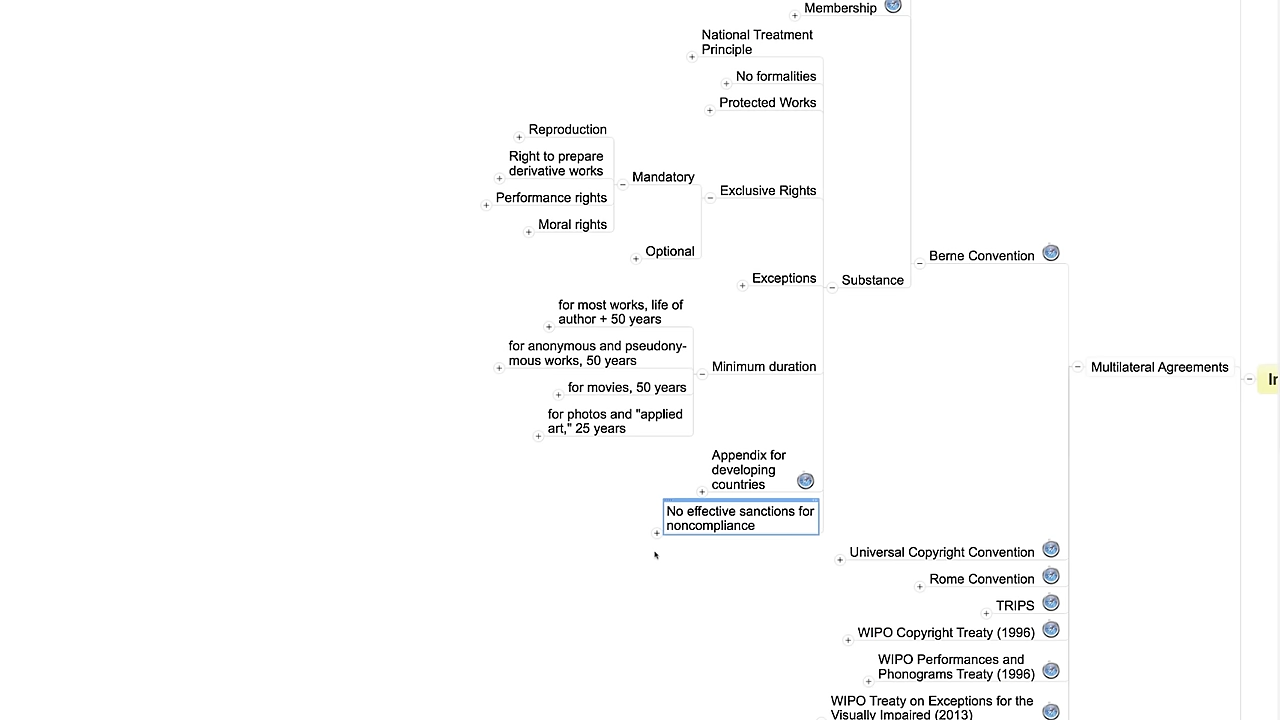 Membership
National Treatment
Principle
No formalities
Protected Works
Reproduction
Right to prepare
derivative works
Mandatory
Performance rights
Exclusive Rights
Moral rights
Optional
Berne Convention
Exceptions
Substance
for most works, life of
author + 50 years
for anonymous and pseudony-
mous works, 50 years
Minimum duration
Multilateral Agreements
for movies, 50 years
for photos and "applied
art," 25 years
Appendix for
developing
countries
No effective sanctions for
noncompliance
Universal Copyright Convention
Rome Convention
TRIPS
WIPO Copyright Treaty (1996)
WIPO Performances and
Phonograms Treaty (1996)
WIPO Treaty on Exceptions for the
Visually Impaired (2013)